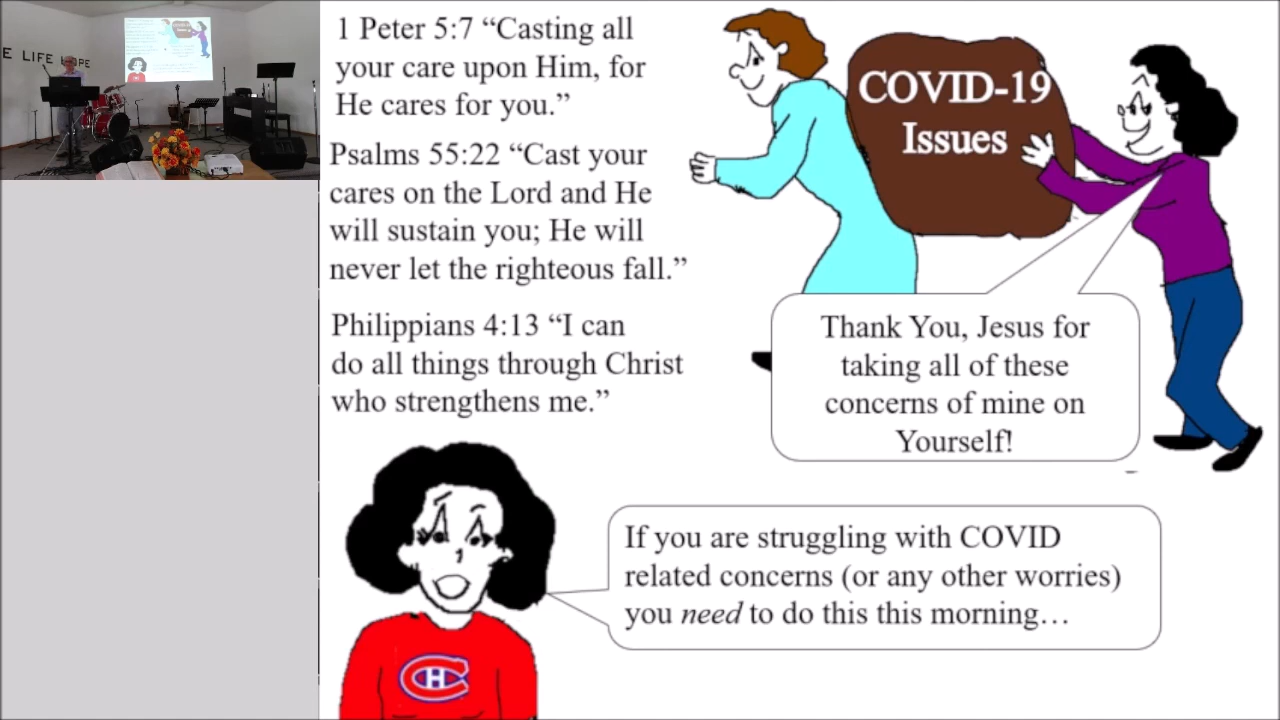 E LIFE
PE
1 Peter 5:7 “Casting all
your care upon Him, for
He cares for you.”
Psalms 55:22 “Cast your
cares on the Lord and He
will sustain you; He will
never let the righteous fall.”
Philippians 4:13 “I can
do all things through Christ
who strengthens me.”
COVID-19
Issues
Thank You, Jesus for
taking all of these
concerns of mine on
Yourself!
If you are struggling with COVID
related concerns (or any other worries)
you need to do this this morning…
CH